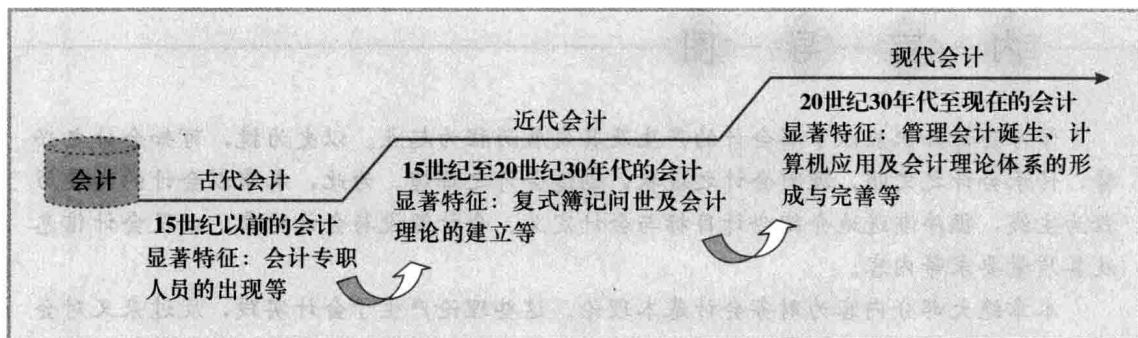 现代会计
20世纪30年代至现在的会计
显著特征：管理会计诞生、计
算机应用及会计理论体系的形
成与完善等
近代会计
15世纪至20世纪30年代的会计
显著特征：复式簿记问世及会计
理论的建立等
会计
古代会计
15世纪以前的会计
显著特征：会计专职
人员的出现等